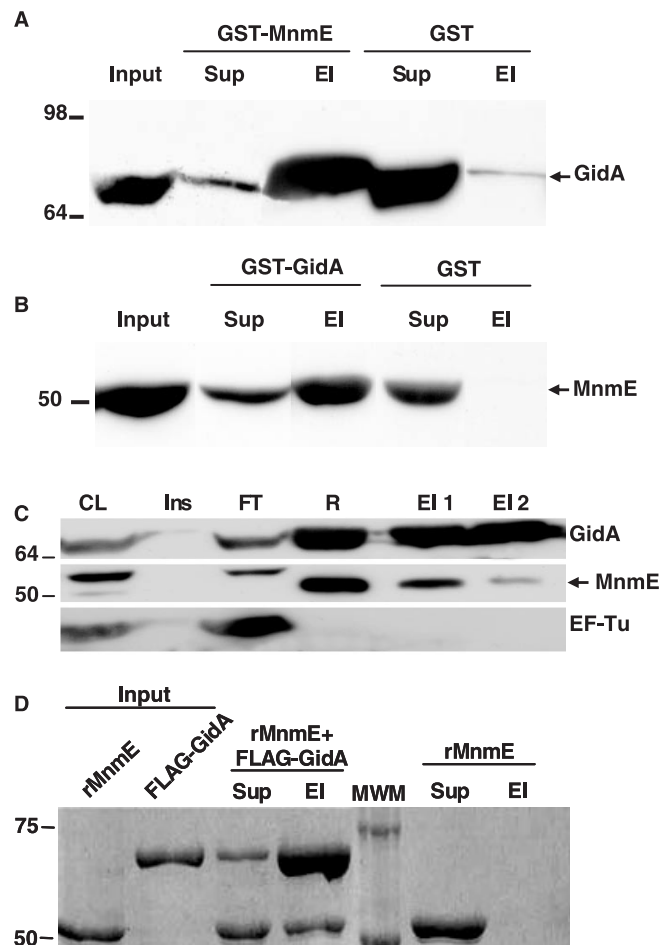 A
GST-MnmE GST
Input Sup El Sup El
98
GidA
64
GST-GidA GST
B
Input Sup El Sup El
50
MnmE
C
CL Ins FT R El 1 El 2
GidA
64
MnmE
50
EF-Tu
D
Input
rMnmE FLAG-GidA rMnmE+ FLAG-GidA rMnmE
Sup El MWM Sup El
75
50